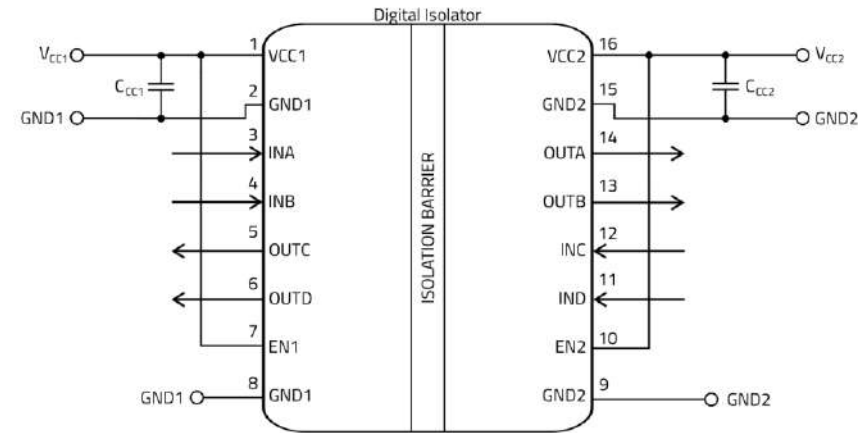 Digital Isolator
V_CC1
1
VCC1
VCC2
16
V_CC2
C_CC1
C_CC2
GND1
2
GND1
GND2
15
GND2
3
INA
OUTA
14
4
INB
OUTB
13
5
OUTC
INC
12
6
OUTD
IND
11
7
EN1
EN2
10
GND1
8
GND1
GND2
9
GND2
ISOLATION BARRIER